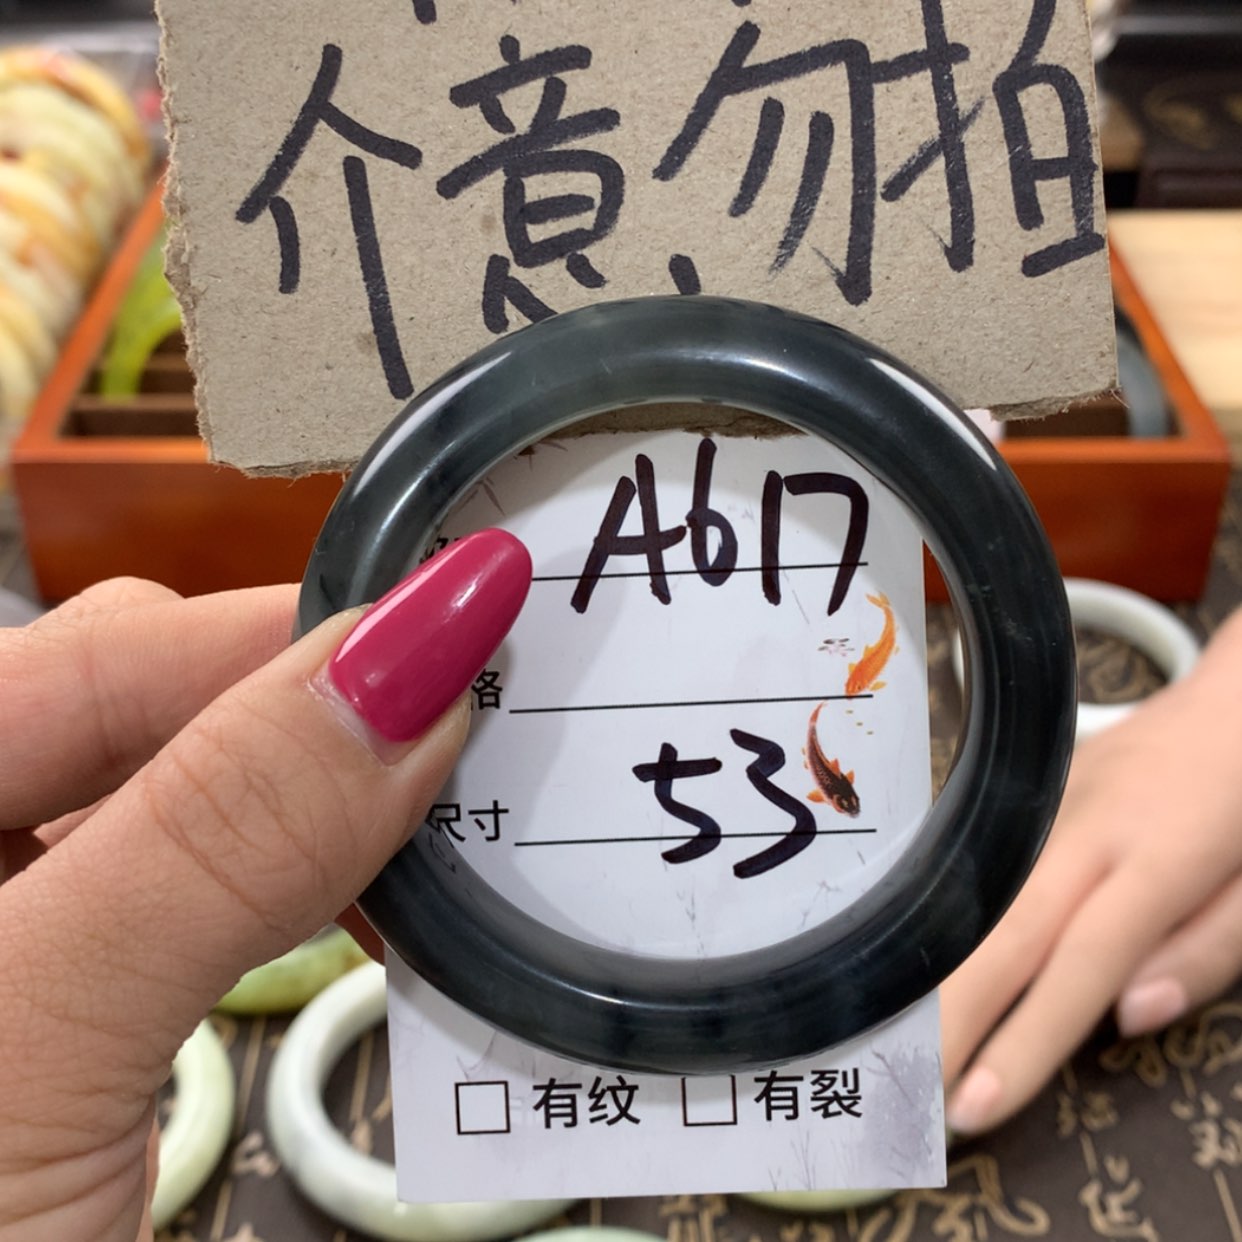 介意勿拍
A617
格
尺寸 53
□ 有纹 □ 有裂